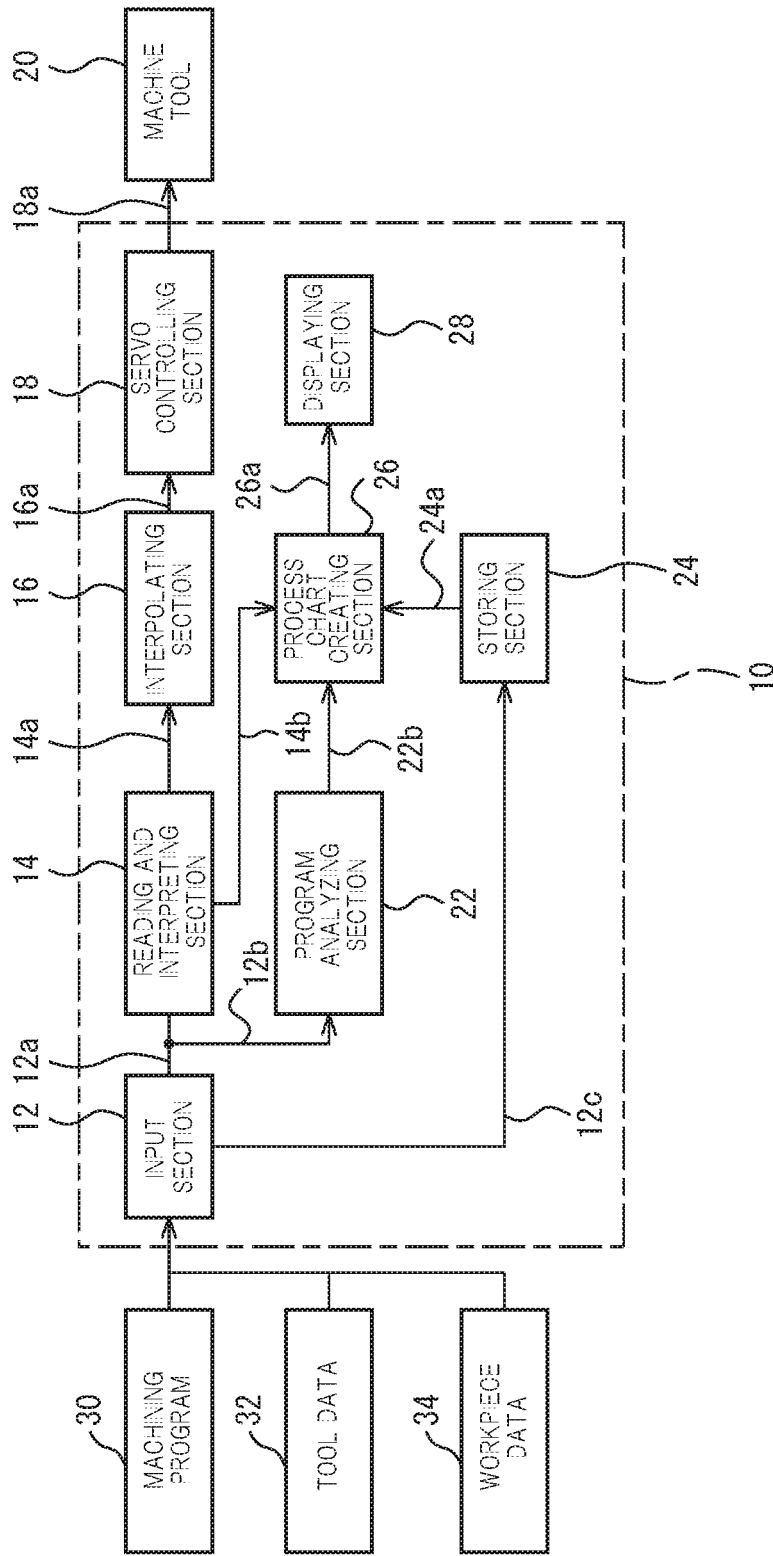 30
MACHINING
PROGRAM
32
TOOL DATA
34
WORKPIECE
DATA
12
INPUT
SECTION
12a
12b
12c
14
READING AND
INTERPRETING
SECTION
14a
14b
22
PROGRAM
ANALYZING
SECTION
22b
16
INTERPOLATING
SECTION
16a
26
PROCESS
CHART
CREATING
SECTION
26a
24a
24
STORING
SECTION
18
SERVO
CONTROLLING
SECTION
18a
28
DISPLAYING
SECTION
10
20
MACHINE
TOOL